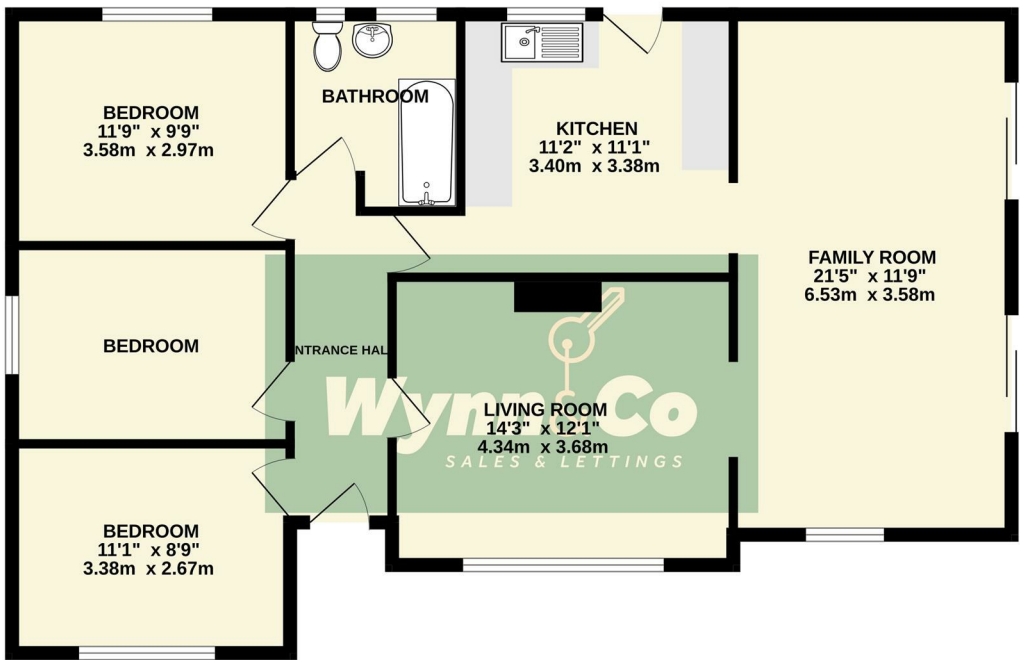 BEDROOM
11'9" x 9'9"
3.58m x 2.97m
BATHROOM
KITCHEN
11'2" x 11'1"
3.40m x 3.38m
FAMILY ROOM
21'5" x 11'9"
6.53m x 3.58m
BEDROOM
NTRANCE HAL
Wynn&Co
SALES & LETTINGS
LIVING ROOM
14'3" x 12'1"
4.34m x 3.68m
BEDROOM
11'1" x 8'9"
3.38m x 2.67m